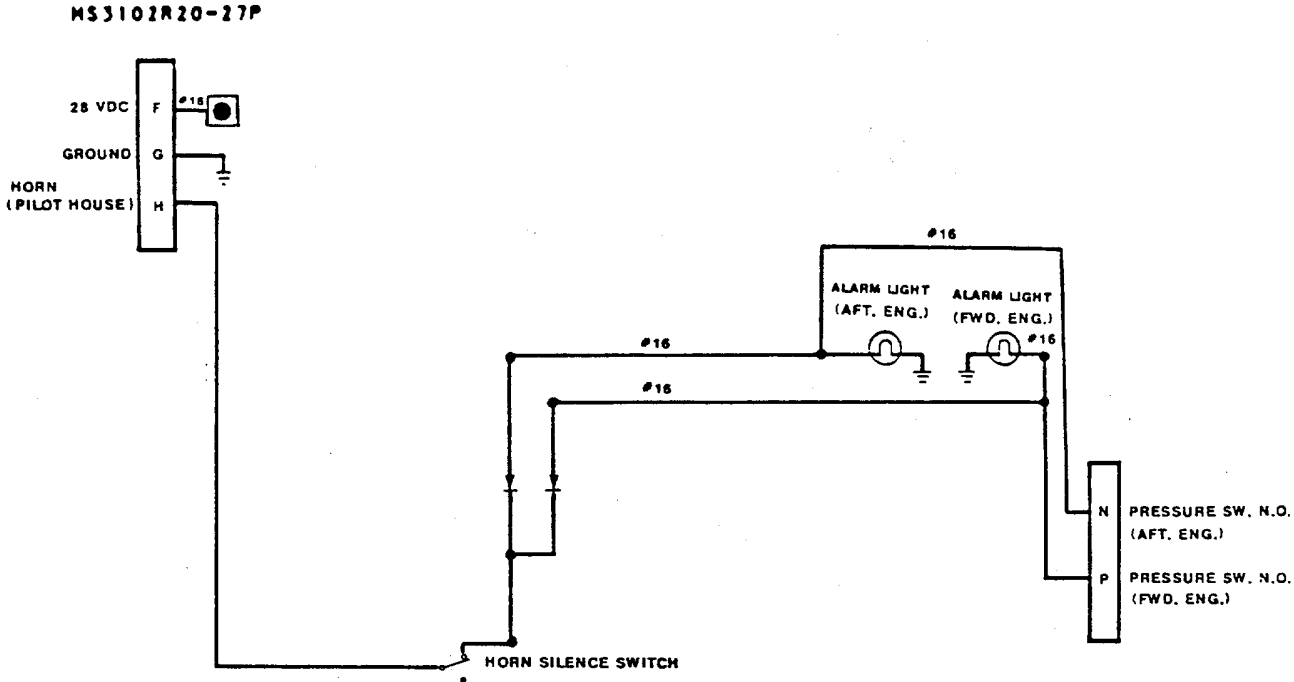 MS3102R20-27P
28 VDC F #16
GROUND G
HORN
(PILOT HOUSE) H
#16
ALARM LIGHT
(AFT. ENG.)
ALARM LIGHT
(FWD. ENG.)
#16
#16
#16
N PRESSURE SW. N.O.
(AFT. ENG.)
P PRESSURE SW. N.O.
(FWD. ENG.)
HORN SILENCE SWITCH